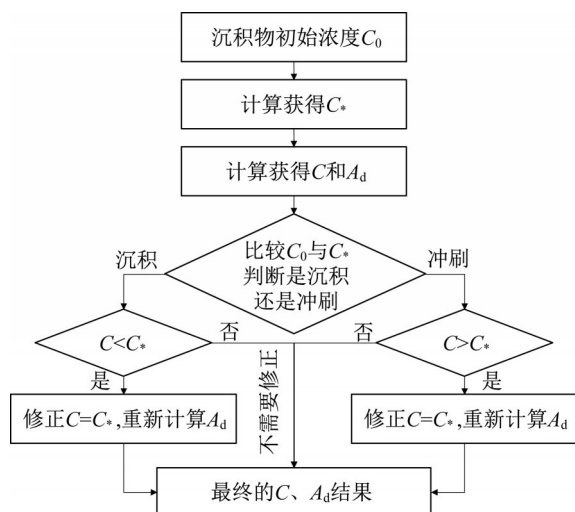 沉积物初始浓度C₀
计算获得C*
计算获得C和A_d
比较C₀与C*
判断是沉积
还是冲刷
沉积
冲刷
C<C*
否
否
C>C*
是
不需要修正
是
修正C=C*,重新计算A_d
修正C=C*,重新计算A_d
最终的C、A_d结果